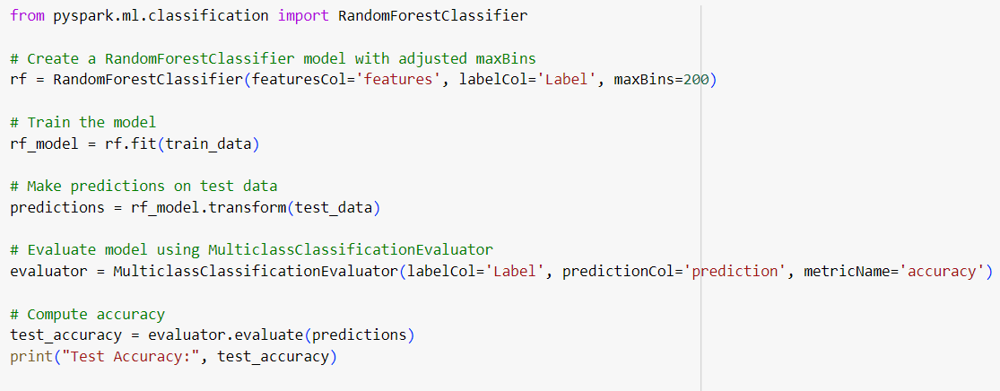 from pyspark.ml.classification import RandomForestClassifier
# Create a RandomForestClassifier model with adjusted maxBins
rf = RandomForestClassifier(featuresCol='features', labelCol='Label', maxBins=200)
# Train the model
rf_model = rf.fit(train_data)
# Make predictions on test data
predictions = rf_model.transform(test_data)
# Evaluate model using MulticlassClassificationEvaluator
evaluator = MulticlassClassificationEvaluator(labelCol='Label', predictionCol='prediction', metricName='accuracy')
# Compute accuracy
test_accuracy = evaluator.evaluate(predictions)
print("Test Accuracy:", test_accuracy)